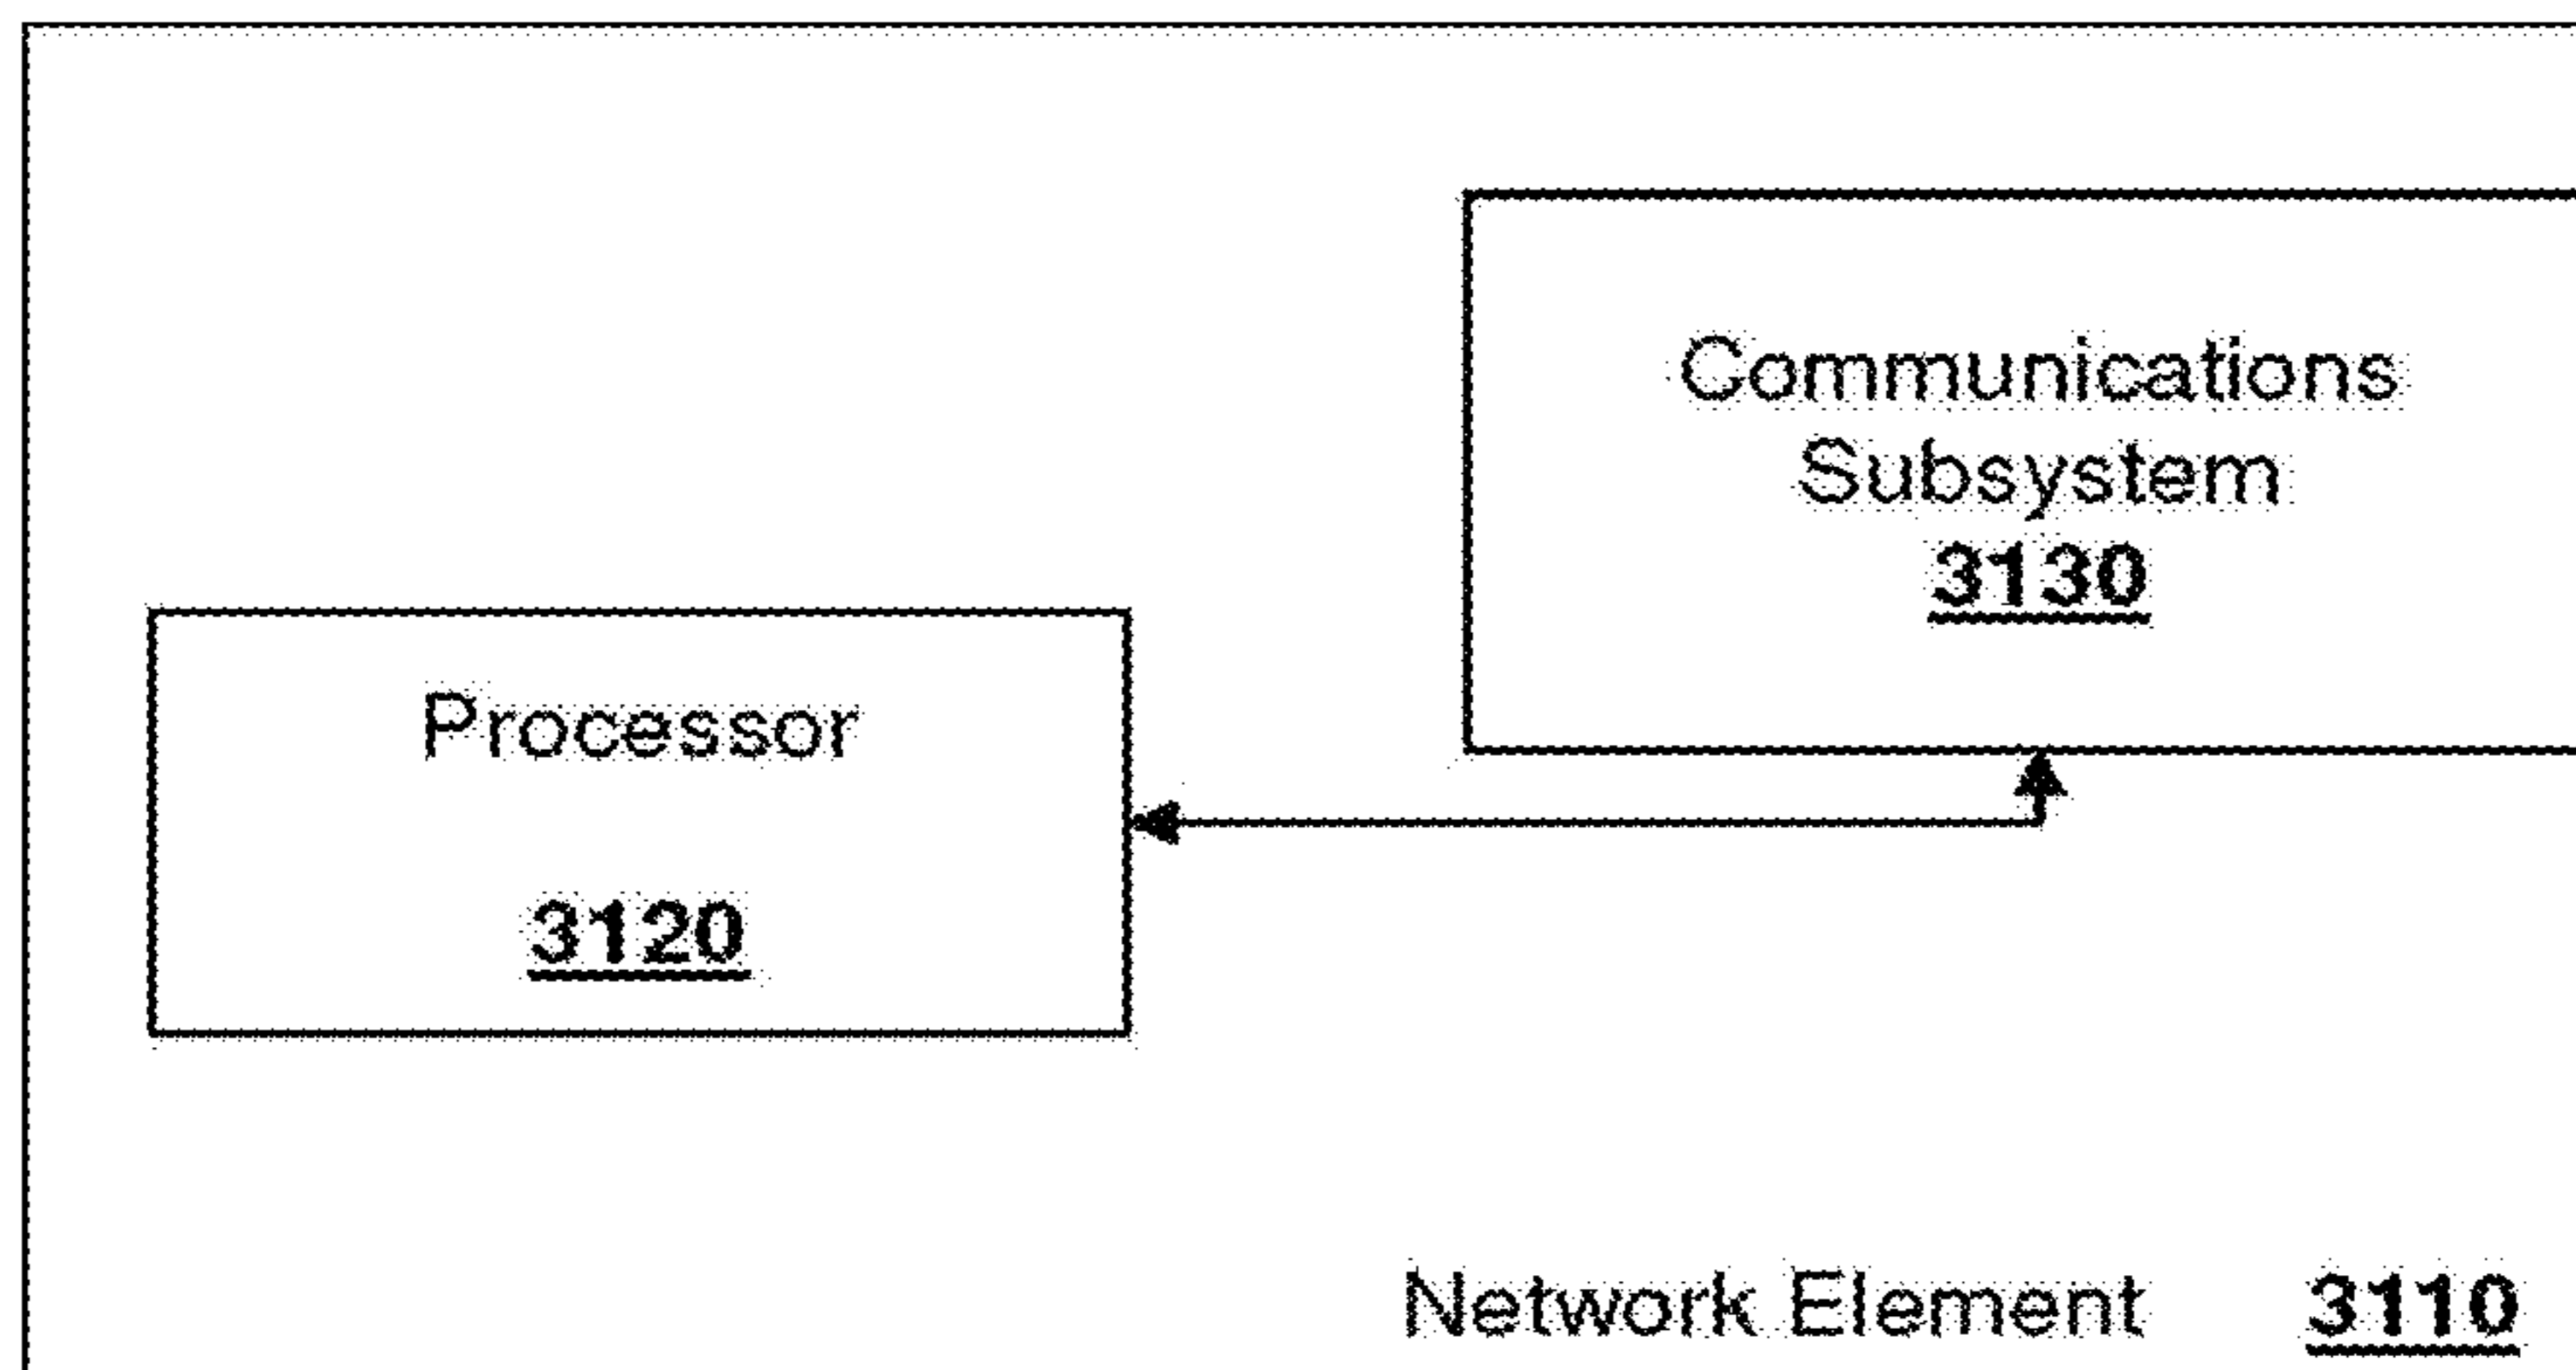 Communications
Subsystem
3130
Processor
3120
Network Element 3110